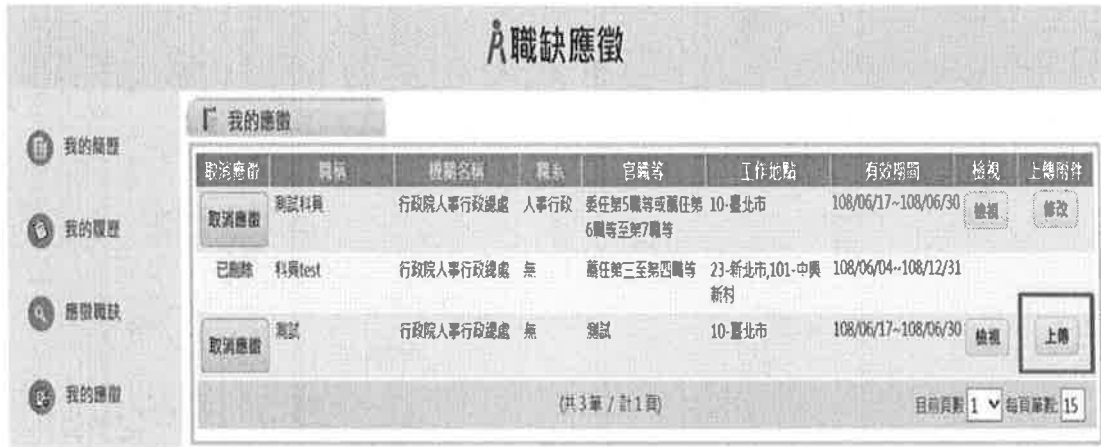 職缺應徵
我的應徵
我的簡歷
我的履歷
應徵職缺
我的應徵
取消應徵 職稱 機關名稱 職系 官職等 工作地點 有效期間 檢視 上傳附件
取消應徵 測試科員 行政院人事行政總處 人事行政 委任第5職等或薦任第 10-臺北市 108/06/17~108/06/30 檢視 修改
6職等至第7職等
已刪除 科員test 行政院人事行政總處 無 薦任第三至第四職等 23-新北市,101-中興 108/06/04~108/12/31
新村
取消應徵 測試 行政院人事行政總處 無 測試 10-臺北市 108/06/17~108/06/30 檢視 上傳
(共3筆 / 計1頁) 目前頁數 1 每頁筆數 15